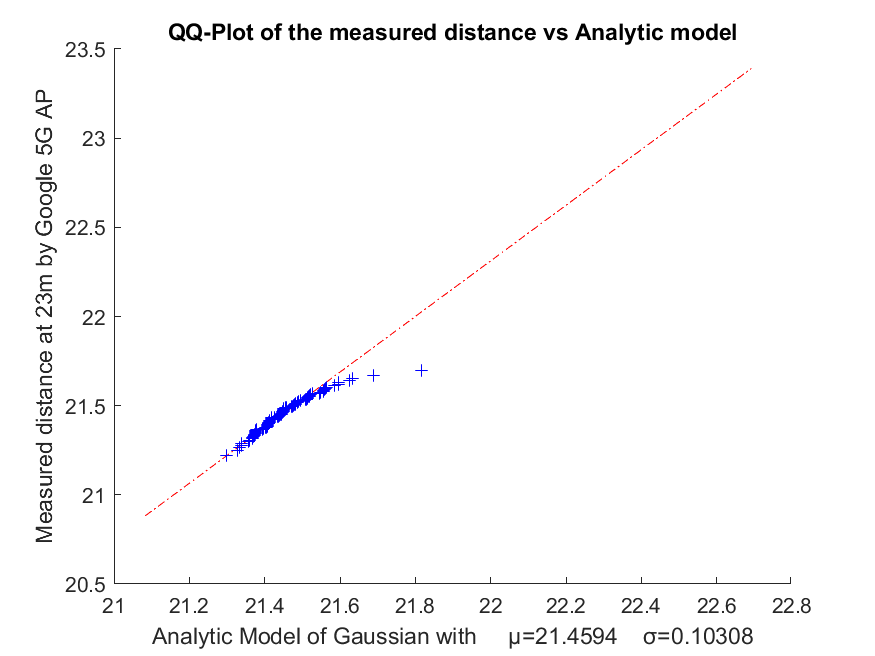 QQ-Plot of the measured distance vs Analytic model
Measured distance at 23m by Google 5G AP
23.5
23
22.5
22
21.5
21
20.5
21 21.2 21.4 21.6 21.8 22 22.2 22.4 22.6 22.8
Analytic Model of Gaussian with μ=21.4594 σ=0.10308